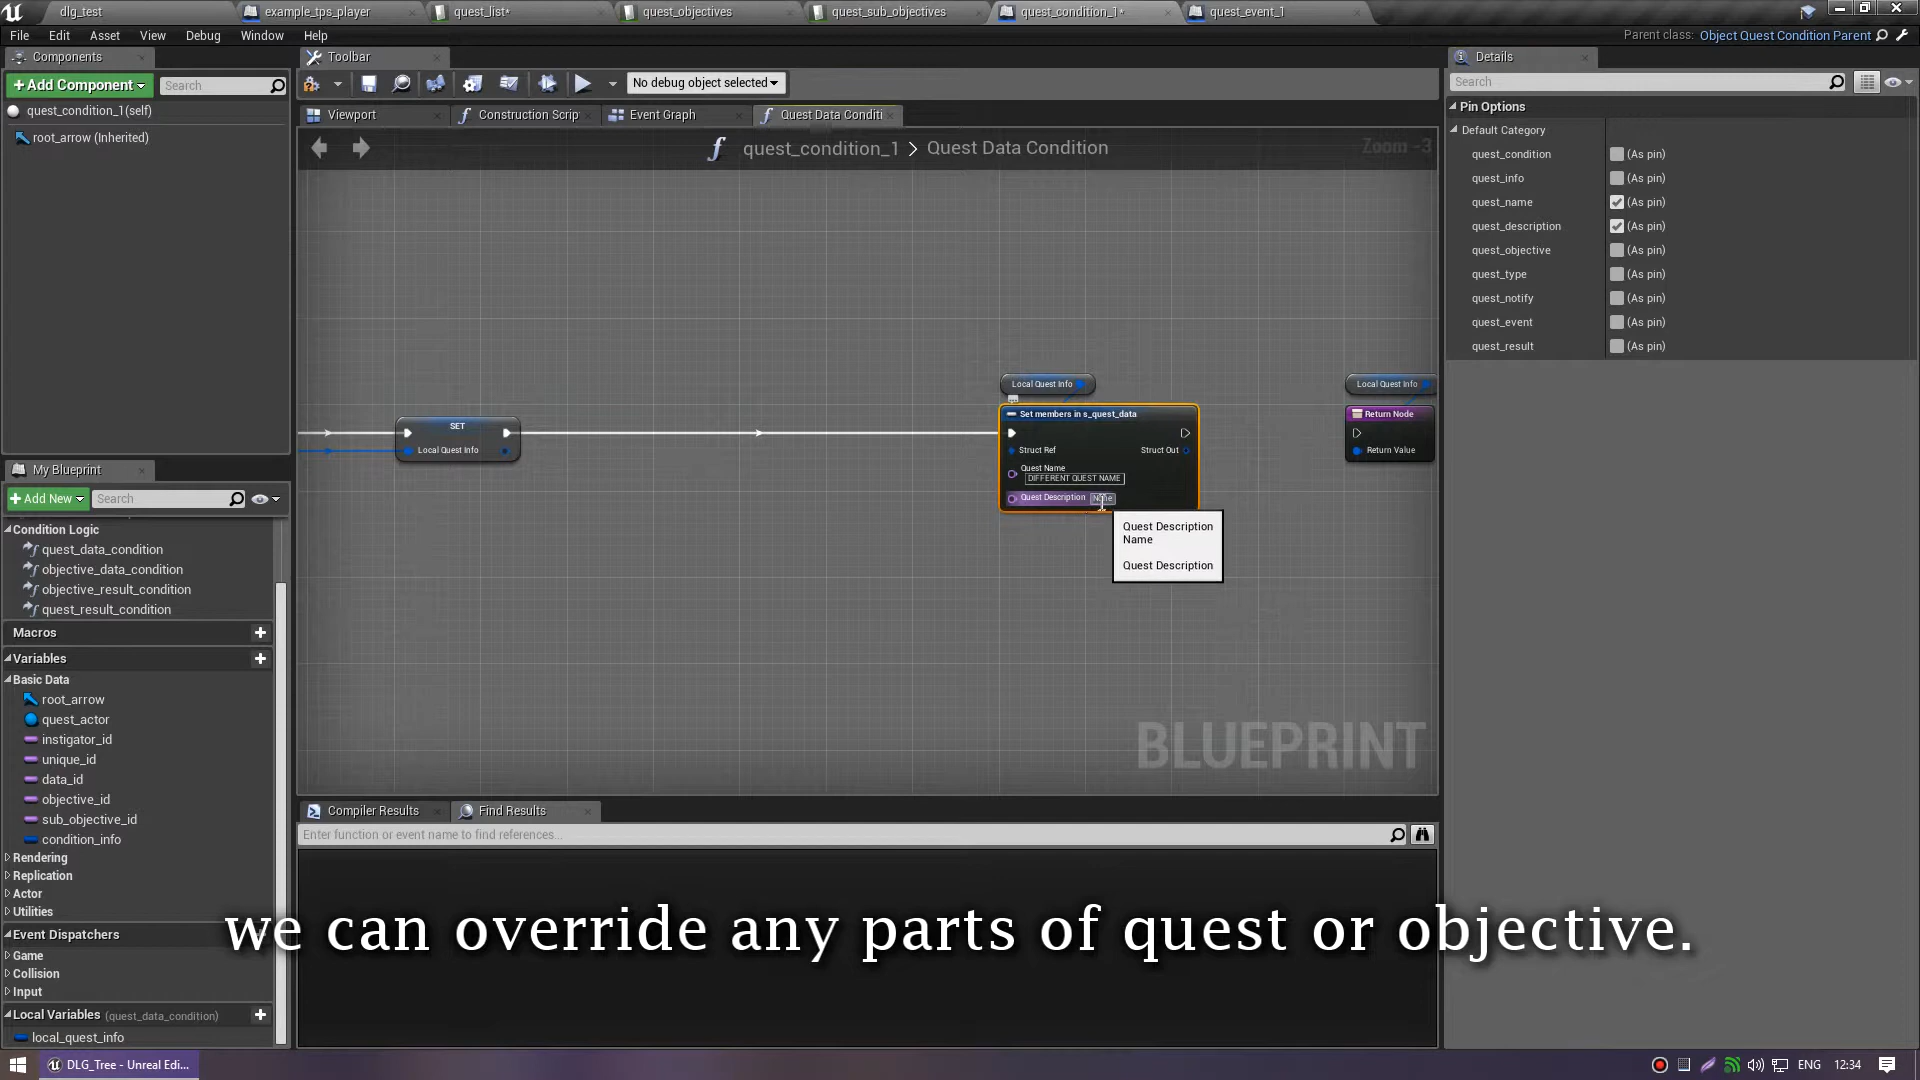 dlg_test
example_tps_player
quest_list*
quest_objectives
quest_sub_objectives
quest_condition_1*
quest_event_1
File Edit Asset View Debug Window Help
Parent class: Object Quest Condition Parent
Components
Toolbar
Details
Add Component
Search
No debug object selected
Search
quest_condition_1(self)
root_arrow (Inherited)
Viewport
Construction Scrip
Event Graph
Quest Data Conditi
quest_condition_1 > Quest Data Condition
Zoom -3
Pin Options
Default Category
quest_condition (As pin)
quest_info (As pin)
quest_name (As pin)
quest_description (As pin)
quest_objective (As pin)
quest_type (As pin)
quest_notify (As pin)
quest_event (As pin)
quest_result (As pin)
SET
Local Quest Info
Local Quest Info
Set members in s_quest_data
Struct Ref
Struct Out
Quest Name
DIFFERENT QUEST NAME
Quest Description
None
Local Quest Info
Return Node
Return Value
Quest Description
Name
Quest Description
BLUEPRINT
My Blueprint
Add New
Search
Condition Logic
quest_data_condition
objective_data_condition
objective_result_condition
quest_result_condition
Macros
Variables
Basic Data
root_arrow
quest_actor
instigator_id
unique_id
data_id
objective_id
sub_objective_id
condition_info
Rendering
Replication
Actor
Utilities
Event Dispatchers
Game
Collision
Input
Local Variables (quest_data_condition)
local_quest_info
Compiler Results
Find Results
Enter function or event name to find references...
we can override any parts of quest or objective.
DLG_Tree - Unreal Edi...
ENG
12:34